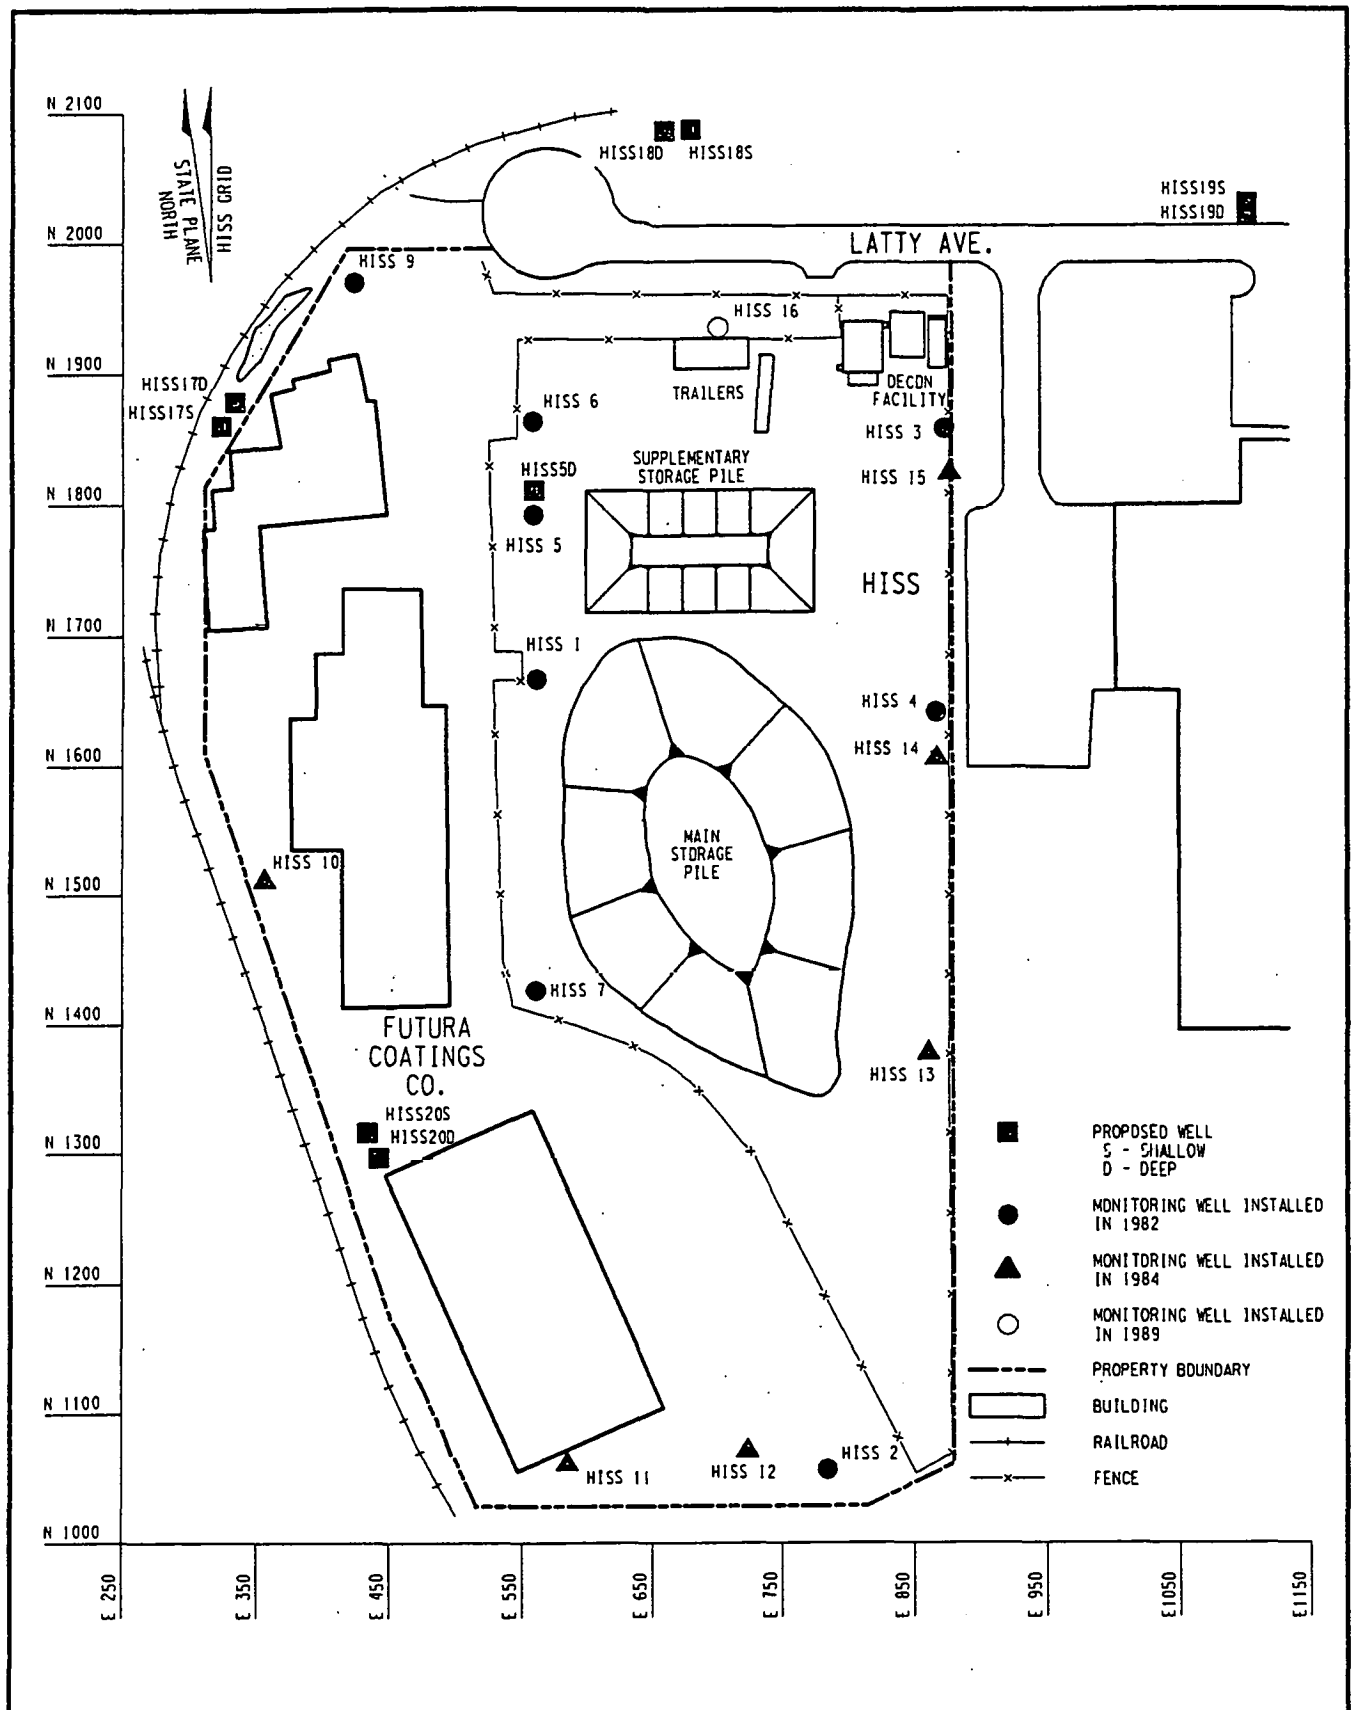 N 2100
N 2000
N 1900
N 1800
N 1700
N 1600
N 1500
N 1400
N 1300
N 1200
N 1100
N 1000
STATE PLANE
NORTH
HISS GRID
HISS18D
HISS18S
HISS19S
HISS19D
LATTY AVE.
HISS 9
HISS 16
HISS17D
HISS17S
TRAILERS
DECON
FACILITY
HISS 6
HISS 3
SUPPLEMENTARY
STORAGE PILE
HISS5D
HISS 15
HISS 5
HISS
HISS 1
HISS 4
HISS 14
MAIN
STORAGE
PILE
HISS 10
HISS 7
FUTURA
COATINGS
CO.
HISS 13
HISS20S
HISS20D
HISS 11
HISS 12
HISS 2
PROPOSED WELL
S - SHALLOW
D - DEEP
MONITORING WELL INSTALLED
IN 1982
MONITORING WELL INSTALLED
IN 1984
MONITORING WELL INSTALLED
IN 1989
PROPERTY BOUNDARY
BUILDING
RAILROAD
FENCE
E 250
E 350
E 450
E 550
E 650
E 750
E 850
E 950
E1050
E1150